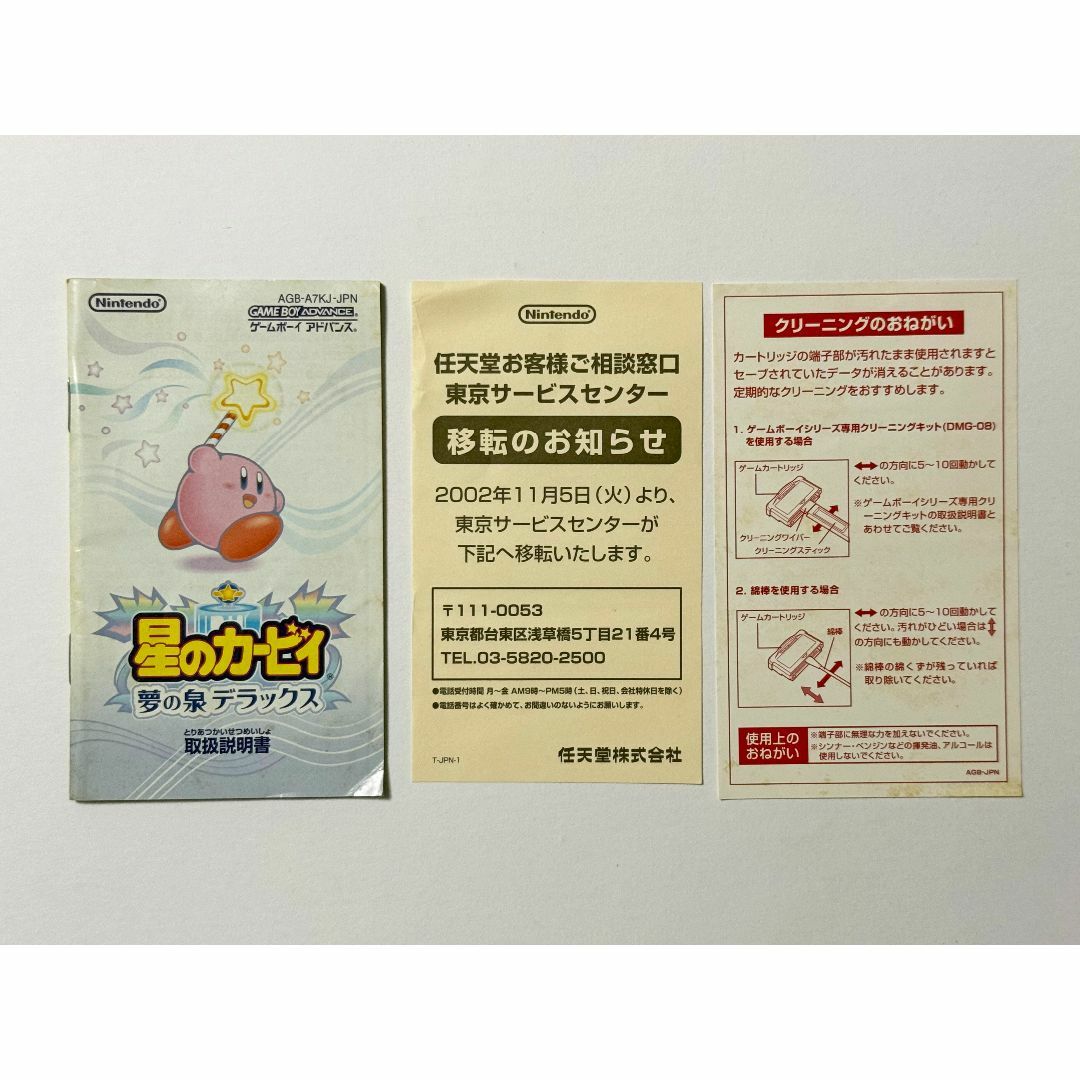 Nintendo
AGB-A7KJ-JPN
GAME BOY ADVANCE
ゲームボーイ アドバンス
星のカービィ
夢の泉デラックス
とりあつかいせつめいしょ
取扱説明書
Nintendo
任天堂お客様ご相談窓口
東京サービスセンター
移転のお知らせ
2002年11月5日(火)より、
東京サービスセンターが
下記へ移転いたします。
〒111-0053
東京都台東区浅草橋5丁目21番4号
TEL.03-5820-2500
●電話受付時間 月〜金 AM9時〜PM5時(土、日、祝日、会社特休日を除く)
●電話番号はよく確かめて、お間違いのないようにお願いします。
T-JPN-1
任天堂株式会社
クリーニングのおねがい
カートリッジの端子部が汚れたまま使用されますと
セーブされていたデータが消えることがあります。
定期的なクリーニングをおすすめします。
1. ゲームボーイシリーズ専用クリーニングキット(DMG-08)
を使用する場合
ゲームカートリッジ
クリーニングワイパー
クリーニングスティック
⟷の方向に5〜10回動かして
ください。
※ゲームボーイシリーズ専用クリ
ーニングキットの取扱説明書と
あわせてご覧ください。
2. 綿棒を使用する場合
ゲームカートリッジ
綿棒
⟷の方向に5〜10回動かして
ください。汚れがひどい場合は↕
の方向にも動かしてください。
※綿棒の綿くずが残っていれば
取り除いてください。
使用上の
おねがい
※端子部に無理な力を加えないでください。
※シンナー・ベンジンなどの揮発油、アルコールは
使用しないでください。
AGB-JPN